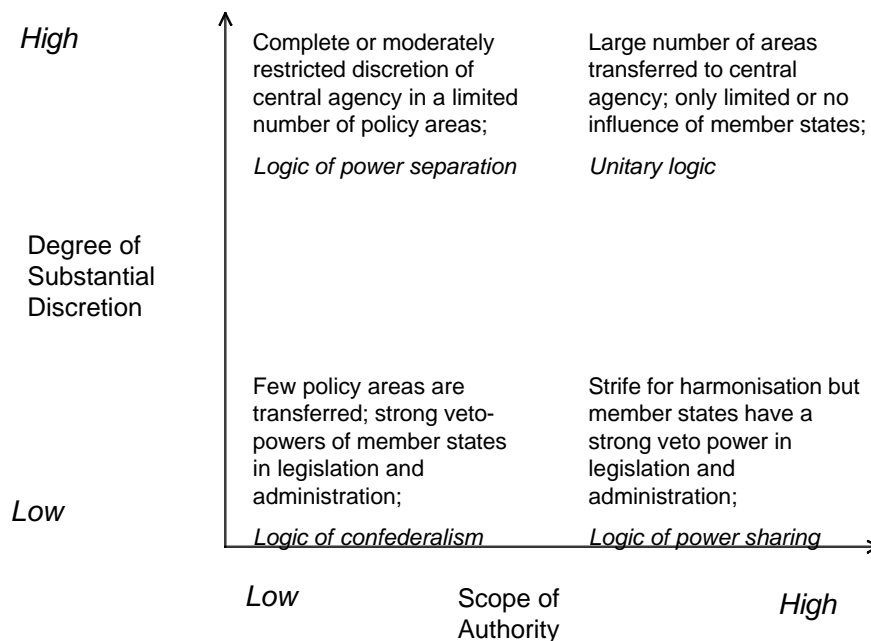 High
Complete or moderately
restricted discretion of
central agency in a limited
number of policy areas;
Logic of power separation
Large number of areas
transferred to central
agency; only limited or no
influence of member states;
Unitary logic
Degree of
Substantial
Discretion
Few policy areas are
transferred; strong veto-
powers of member states
in legislation and
administration;
Logic of confederalism
Strife for harmonisation but
member states have a
strong veto power in
legislation and
administration;
Logic of power sharing
Low
Low
Scope of
Authority
High